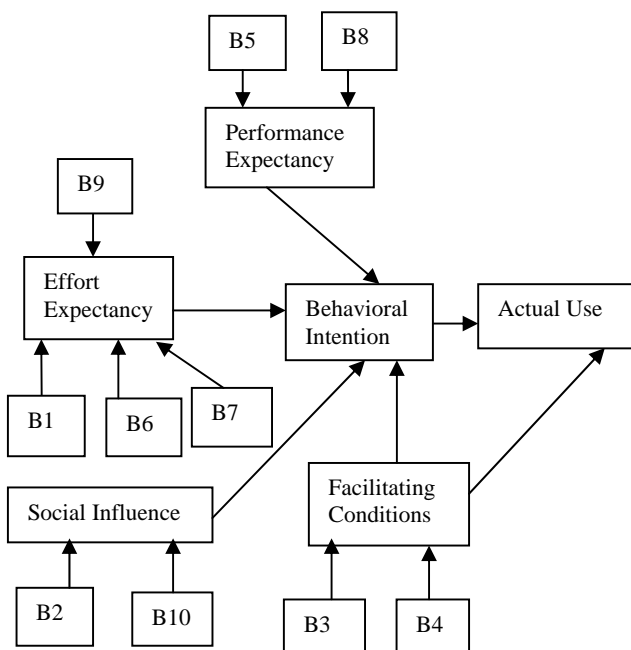 B5
B8
Performance
Expectancy
B9
Effort
Expectancy
Behavioral
Intention
Actual Use
B1
B6
B7
Social Influence
Facilitating
Conditions
B2
B10
B3
B4